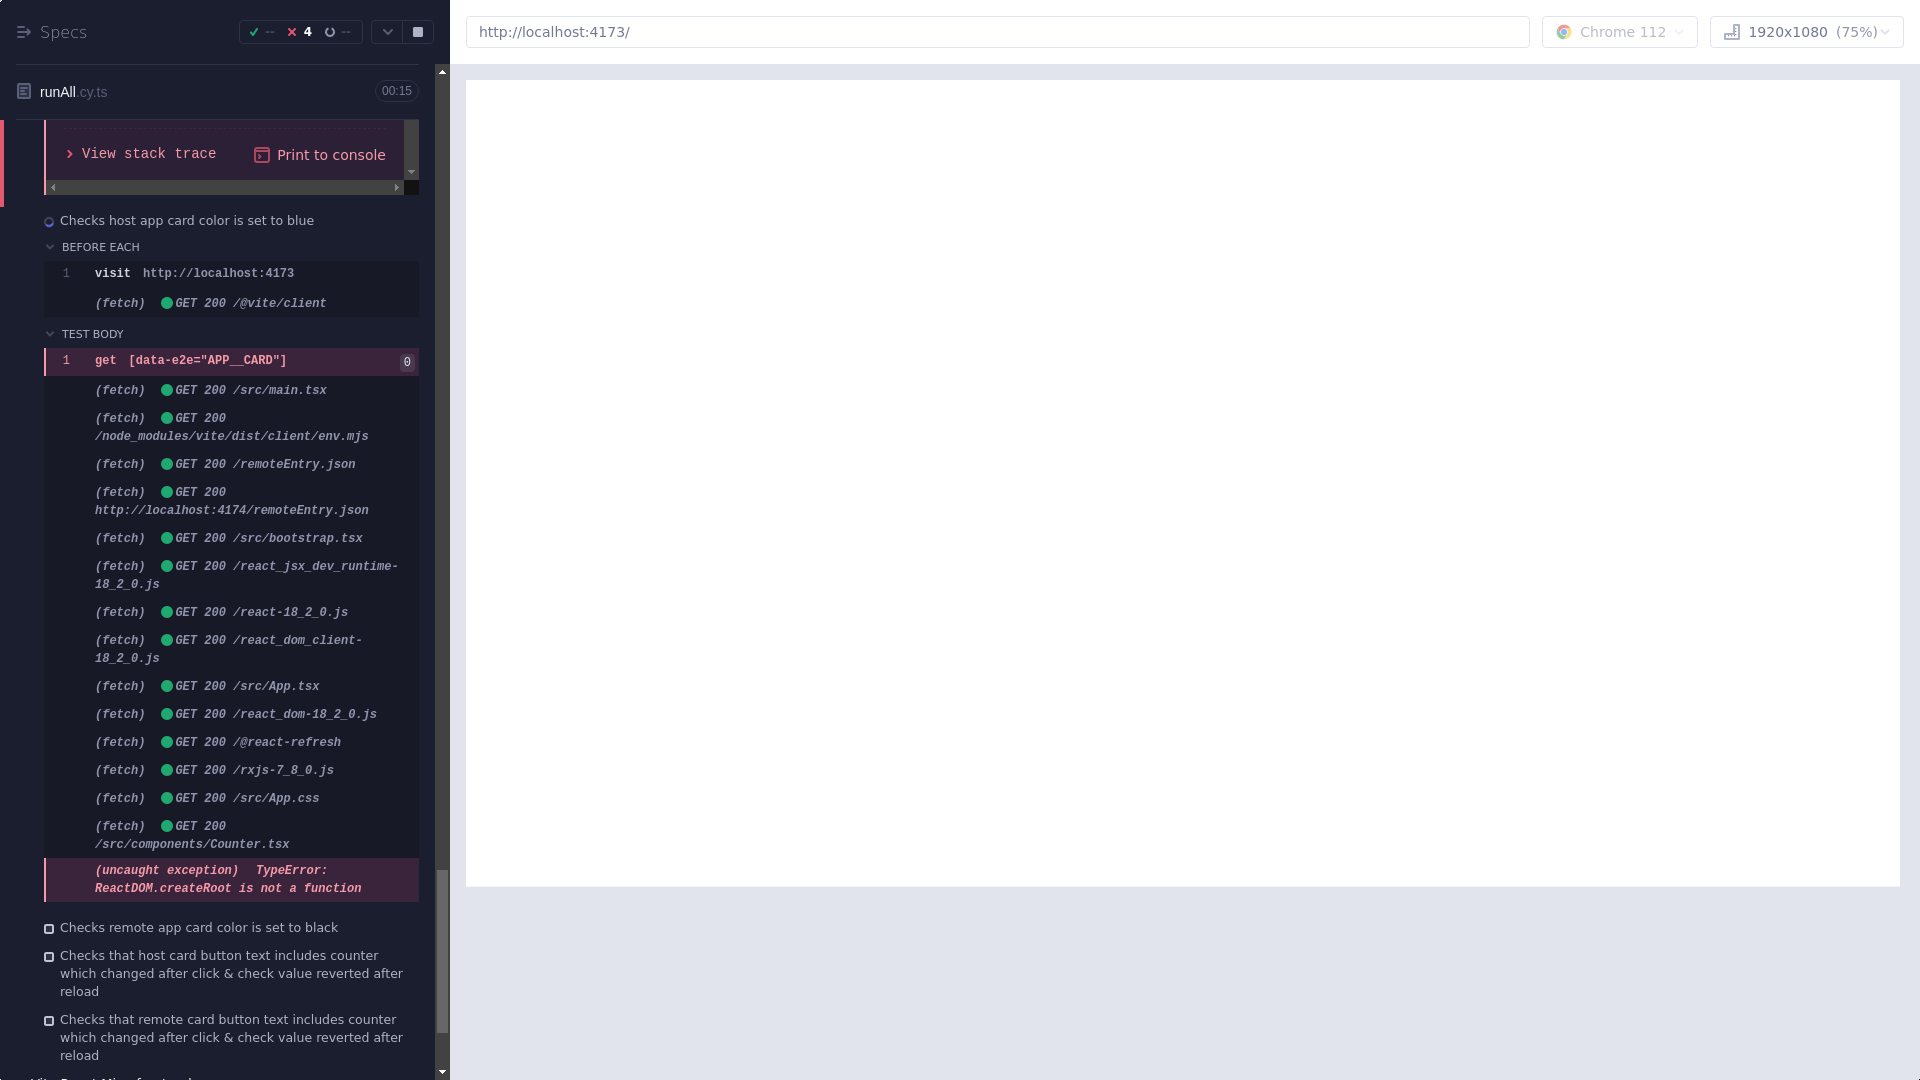 Specs
-- 4 --
runAll.cy.ts 00:15
View stack trace Print to console
Checks host app card color is set to blue
BEFORE EACH
1 visit http://localhost:4173
(fetch) GET 200 /@vite/client
TEST BODY
1 get [data-e2e="APP__CARD"] 0
(fetch) GET 200 /src/main.tsx
(fetch) GET 200
/node_modules/vite/dist/client/env.mjs
(fetch) GET 200 /remoteEntry.json
(fetch) GET 200
http://localhost:4174/remoteEntry.json
(fetch) GET 200 /src/bootstrap.tsx
(fetch) GET 200 /react_jsx_dev_runtime-
18_2_0.js
(fetch) GET 200 /react-18_2_0.js
(fetch) GET 200 /react_dom_client-
18_2_0.js
(fetch) GET 200 /src/App.tsx
(fetch) GET 200 /react_dom-18_2_0.js
(fetch) GET 200 /@react-refresh
(fetch) GET 200 /rxjs-7_8_0.js
(fetch) GET 200 /src/App.css
(fetch) GET 200
/src/components/Counter.tsx
(uncaught exception) TypeError:
ReactDOM.createRoot is not a function
Checks remote app card color is set to black
Checks that host card button text includes counter
which changed after click & check value reverted after
reload
Checks that remote card button text includes counter
which changed after click & check value reverted after
reload
http://localhost:4173/
Chrome 112
1920x1080 (75%)